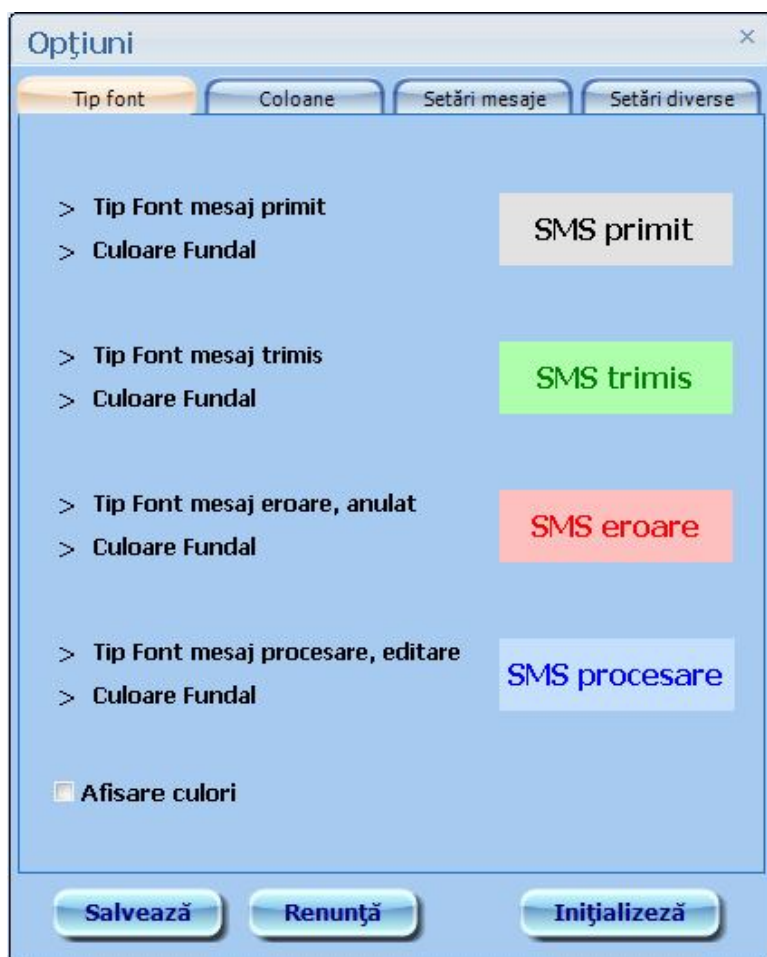 Opţiuni
Tip font
Coloane
Setări mesaje
Setări diverse
> Tip Font mesaj primit
> Culoare Fundal
SMS primit
> Tip Font mesaj trimis
> Culoare Fundal
SMS trimis
> Tip Font mesaj eroare, anulat
> Culoare Fundal
SMS eroare
> Tip Font mesaj procesare, editare
> Culoare Fundal
SMS procesare
Afisare culori
Salvează
Renunţă
Iniţializeză